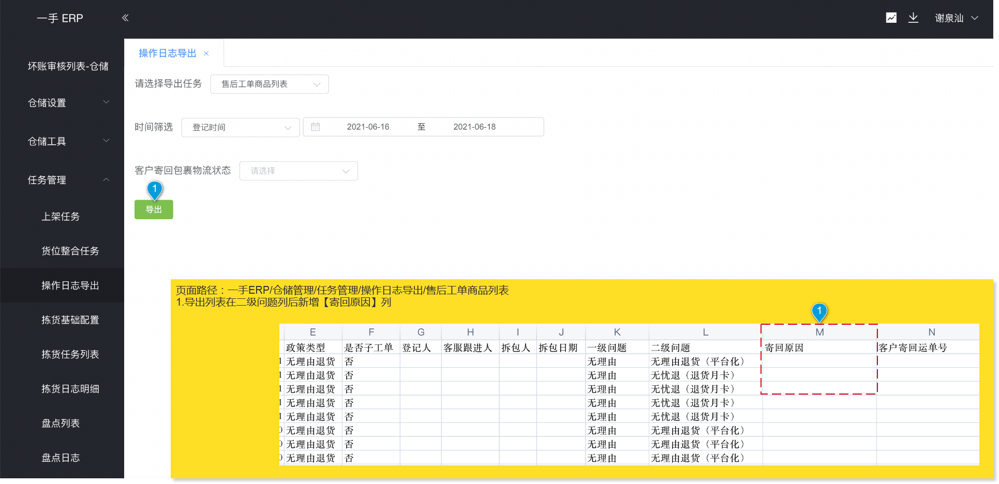 一手 ERP
谢泉汕
坏账审核列表-仓储
仓储设置
仓储工具
任务管理
上架任务
货位整合任务
操作日志导出
拣货基础配置
拣货任务列表
拣货日志明细
盘点列表
盘点日志
操作日志导出 ×
请选择导出任务 售后工单商品列表
时间筛选 登记时间 2021-06-16 至 2021-06-18
客户寄回包裹物流状态 请选择
1
导出
页面路径：一手ERP/仓储管理/任务管理/操作日志导出/售后工单商品列表
1.导出列表在二级问题列后新增【寄回原因】列
1
E F G H I J K L M N
政策类型 是否子工单 登记人 客服跟进人 拆包人 拆包日期 一级问题 二级问题 寄回原因 客户寄回运单号
1 无理由退货 否 无理由 无理由退货（平台化）
1 无理由退货 否 无理由 无忧退（退货月卡）
1 无理由退货 否 无理由 无忧退（退货月卡）
1 无理由退货 否 无理由 无忧退（退货月卡）
1 无理由退货 否 无理由 无忧退（退货月卡）
0 无理由退货 否 无理由 无理由退货（平台化）
0 无理由退货 否 无理由 无理由退货（平台化）
0 无理由退货 否 无理由 无理由退货（平台化）